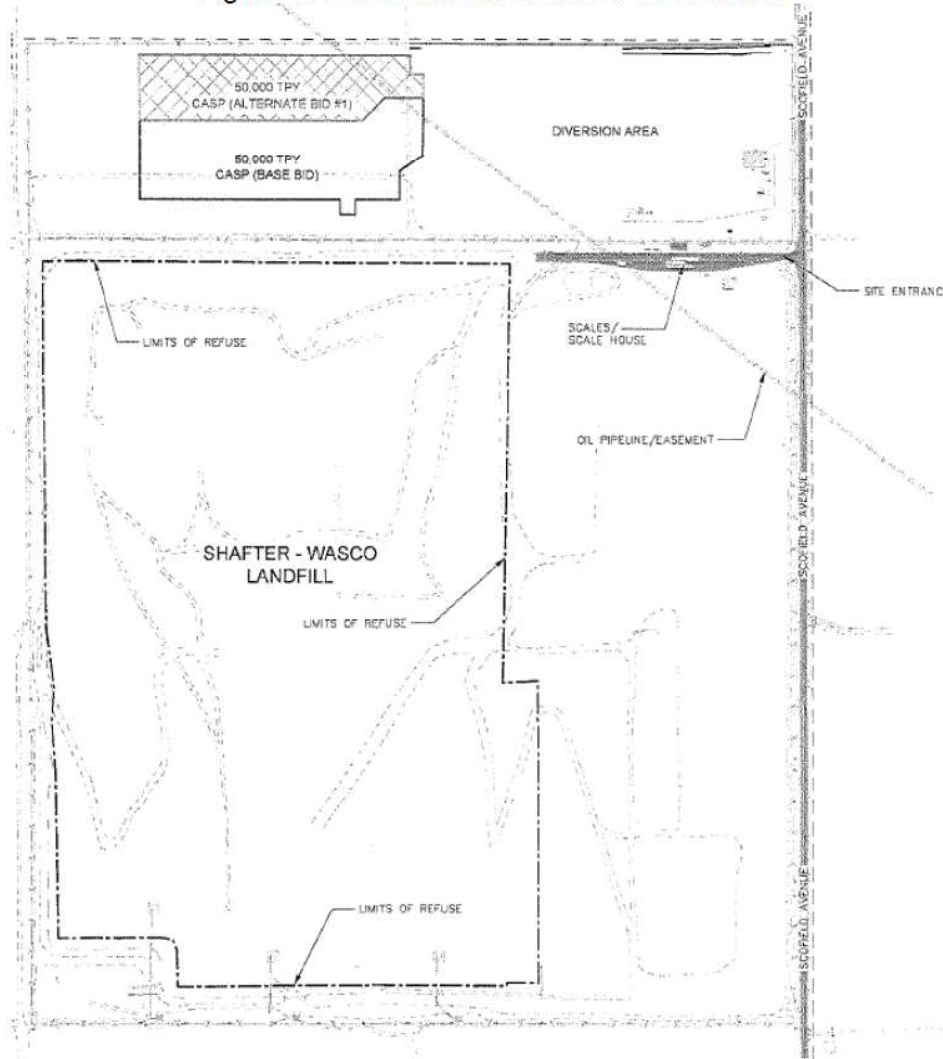 50,000 TPY
CASP (ALTERNATE BID #1)
50,000 TPY
CASP (BASE BID)
DIVERSION AREA
SCOFIELD AVENUE
SITE ENTRANC
LIMITS OF REFUSE
SCALES/
SCALE HOUSE
OIL PIPELINE/EASEMENT
SCOFIELD AVENUE
SHAFTER - WASCO
LANDFILL
LIMITS OF REFUSE
LIMITS OF REFUSE
SCOFIELD AVENUE